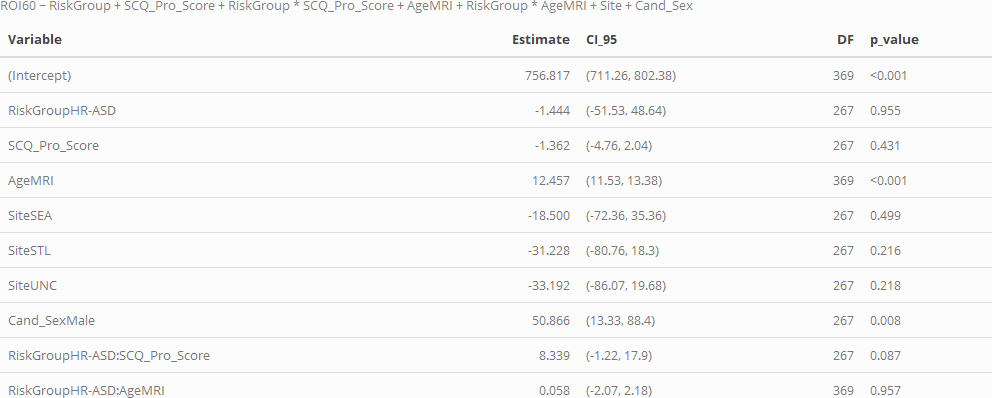 ROI60 ~ RiskGroup + SCQ_Pro_Score + RiskGroup * SCQ_Pro_Score + AgeMRI + RiskGroup * AgeMRI + Site + Cand_Sex
Variable Estimate CI_95 DF p_value
(Intercept) 756.817 (711.26, 802.38) 369 <0.001
RiskGroupHR-ASD -1.444 (-51.53, 48.64) 267 0.955
SCQ_Pro_Score -1.362 (-4.76, 2.04) 267 0.431
AgeMRI 12.457 (11.53, 13.38) 369 <0.001
SiteSEA -18.500 (-72.36, 35.36) 267 0.499
SiteSTL -31.228 (-80.76, 18.3) 267 0.216
SiteUNC -33.192 (-86.07, 19.68) 267 0.218
Cand_SexMale 50.866 (13.33, 88.4) 267 0.008
RiskGroupHR-ASD:SCQ_Pro_Score 8.339 (-1.22, 17.9) 267 0.087
RiskGroupHR-ASD:AgeMRI 0.058 (-2.07, 2.18) 369 0.957